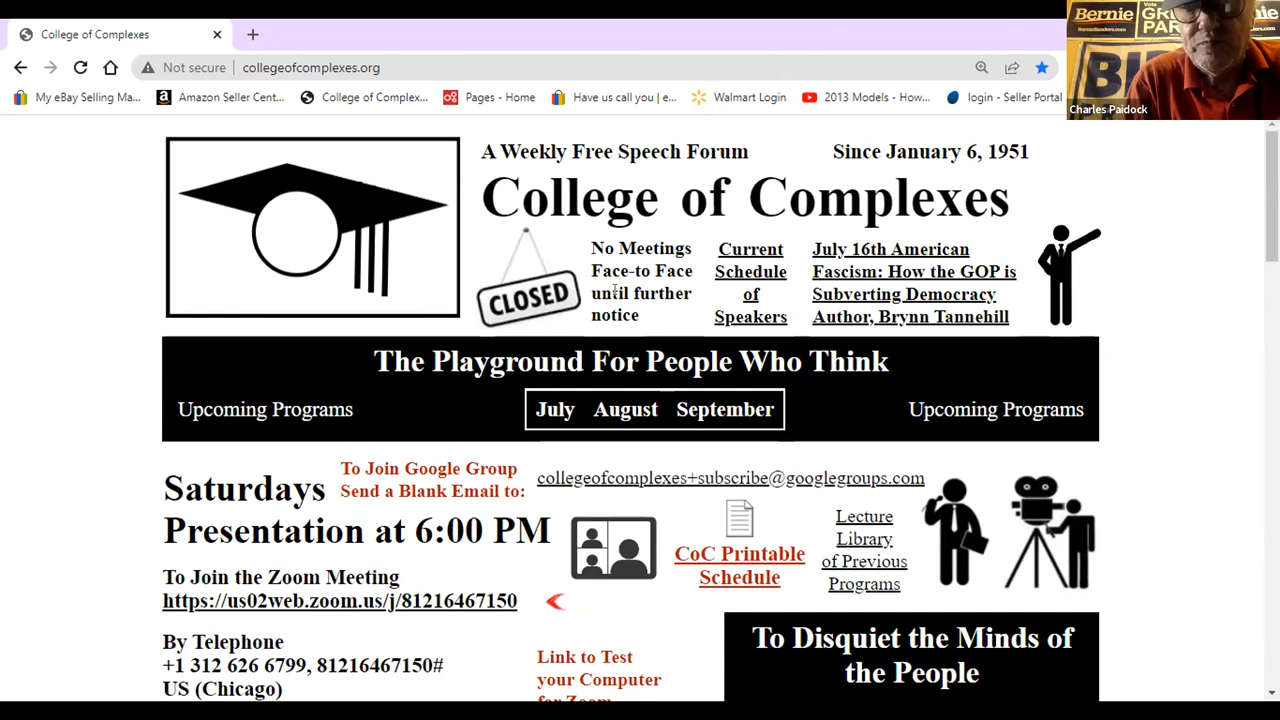 College of Complexes
Not secure
collegeofcomplexes.org
My eBay Selling Ma...
Amazon Seller Cent...
College of Complex...
Pages - Home
Have us call you | e...
Walmart Login
2013 Models - How...
login - Seller Portal
Bernie
BernieSanders.com
Vote
Bernie
Charles Paidock
A Weekly Free Speech Forum
Since January 6, 1951
College of Complexes
CLOSED
No Meetings
Face-to Face
until further
notice
Current
Schedule
of
Speakers
July 16th American
Fascism: How the GOP is
Subverting Democracy
Author, Brynn Tannehill
The Playground For People Who Think
Upcoming Programs
July August September
Upcoming Programs
Saturdays
Presentation at 6:00 PM
To Join Google Group
Send a Blank Email to:
collegeofcomplexes+subscribe@googlegroups.com
CoC Printable
Schedule
Lecture
Library
of Previous
Programs
To Join the Zoom Meeting
https://us02web.zoom.us/j/81216467150
By Telephone
+1 312 626 6799, 81216467150#
US (Chicago)
Link to Test
your Computer
for Zoom
To Disquiet the Minds of
the People